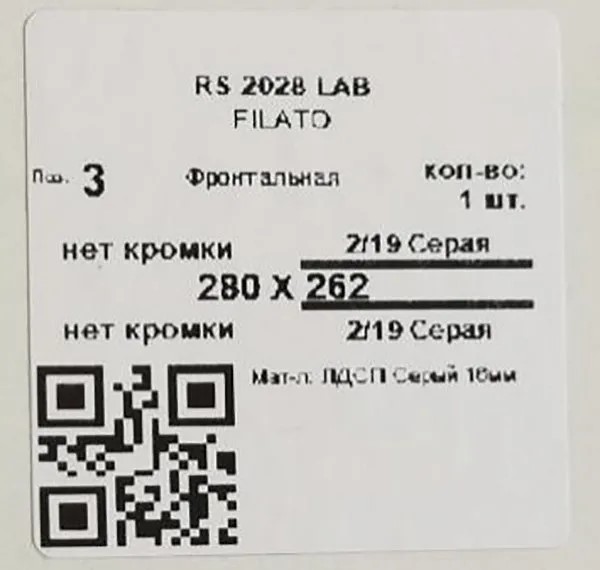 RS 2028 LAB
FILATO
Поз. 3 Фронтальная кол-во:
1 шт.
нет кромки 2/19 Серая
280 X 262
нет кромки 2/19 Серая
Мат-л: ЛДСП Серый 16мм